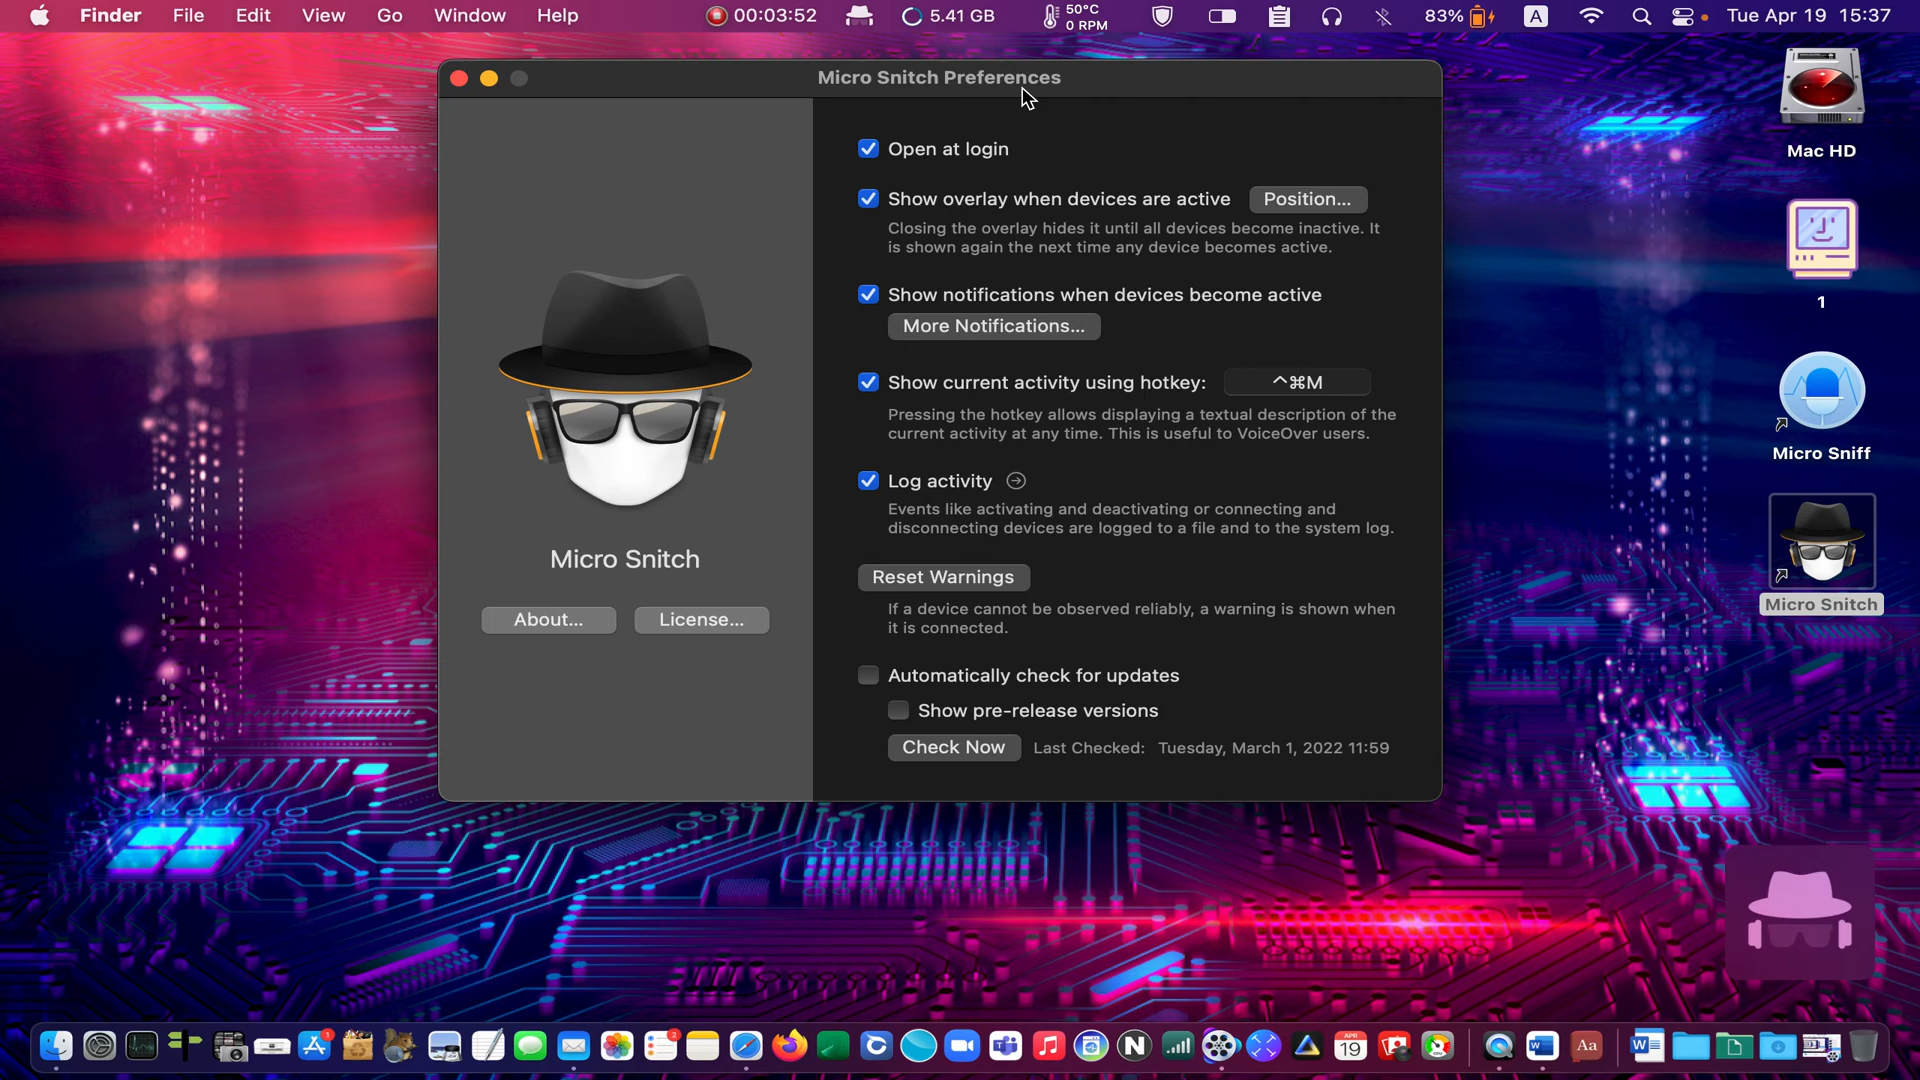 Finder File Edit View Go Window Help 00:03:52 5.41 GB 50°C 0 RPM 83% A Tue Apr 19 15:37
Micro Snitch Preferences
Open at login
Show overlay when devices are active Position...
Closing the overlay hides it until all devices become inactive. It
is shown again the next time any device becomes active.
Show notifications when devices become active
More Notifications...
Show current activity using hotkey: ^⌘M
Pressing the hotkey allows displaying a textual description of the
current activity at any time. This is useful to VoiceOver users.
Log activity
Events like activating and deactivating or connecting and
disconnecting devices are logged to a file and to the system log.
Reset Warnings
If a device cannot be observed reliably, a warning is shown when
it is connected.
Automatically check for updates
Show pre-release versions
Check Now Last Checked: Tuesday, March 1, 2022 11:59
Micro Snitch
About... License...
Mac HD
1
Micro Sniff
Micro Snitch
1 2 N APR 19 Aa W